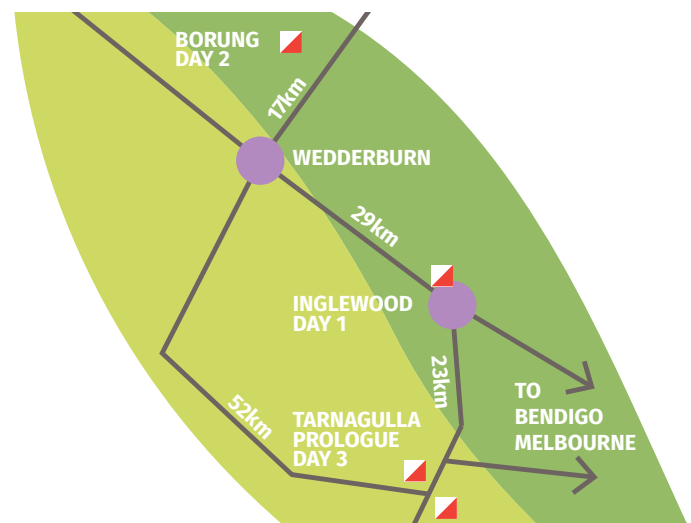 BORUNG
DAY 2
17km
WEDDERBURN
29km
INGLEWOOD
DAY 1
23km
TO
BENDIGO
MELBOURNE
52km
TARNAGULLA
PROLOGUE
DAY 3